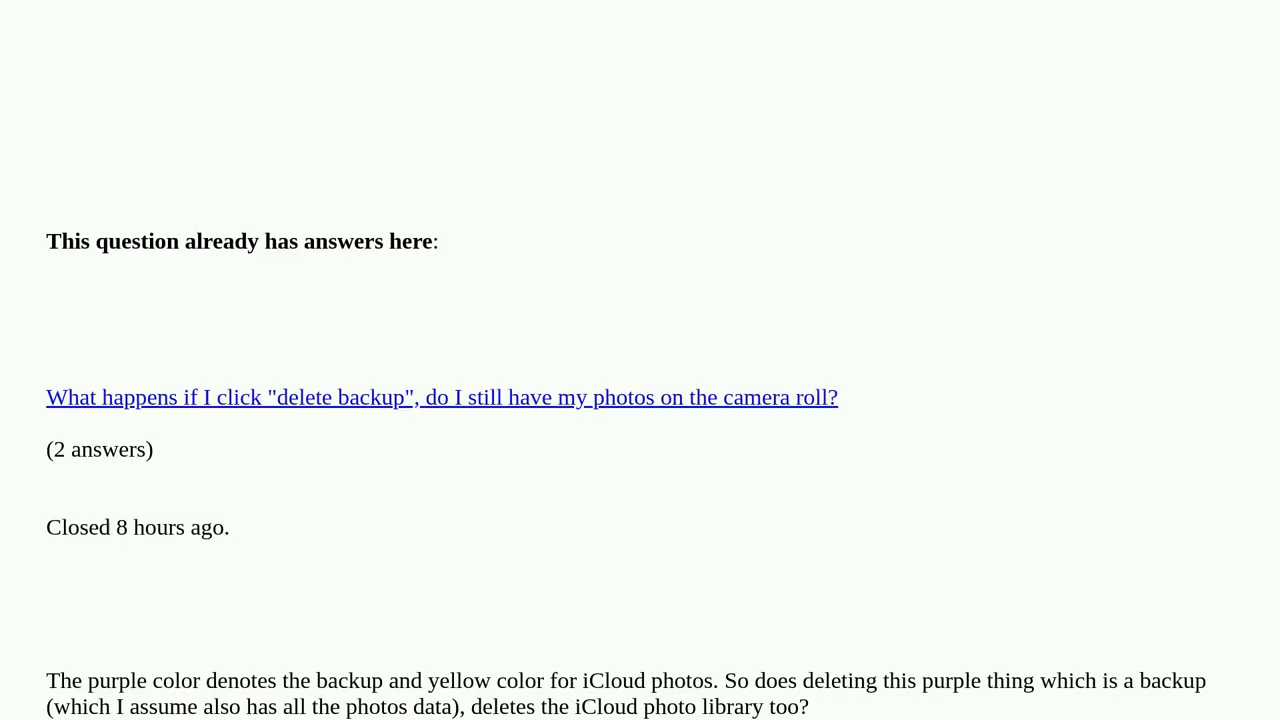 This question already has answers here:
What happens if I click "delete backup", do I still have my photos on the camera roll?
(2 answers)
Closed 8 hours ago.
The purple color denotes the backup and yellow color for iCloud photos. So does deleting this purple thing which is a backup
(which I assume also has all the photos data), deletes the iCloud photo library too?